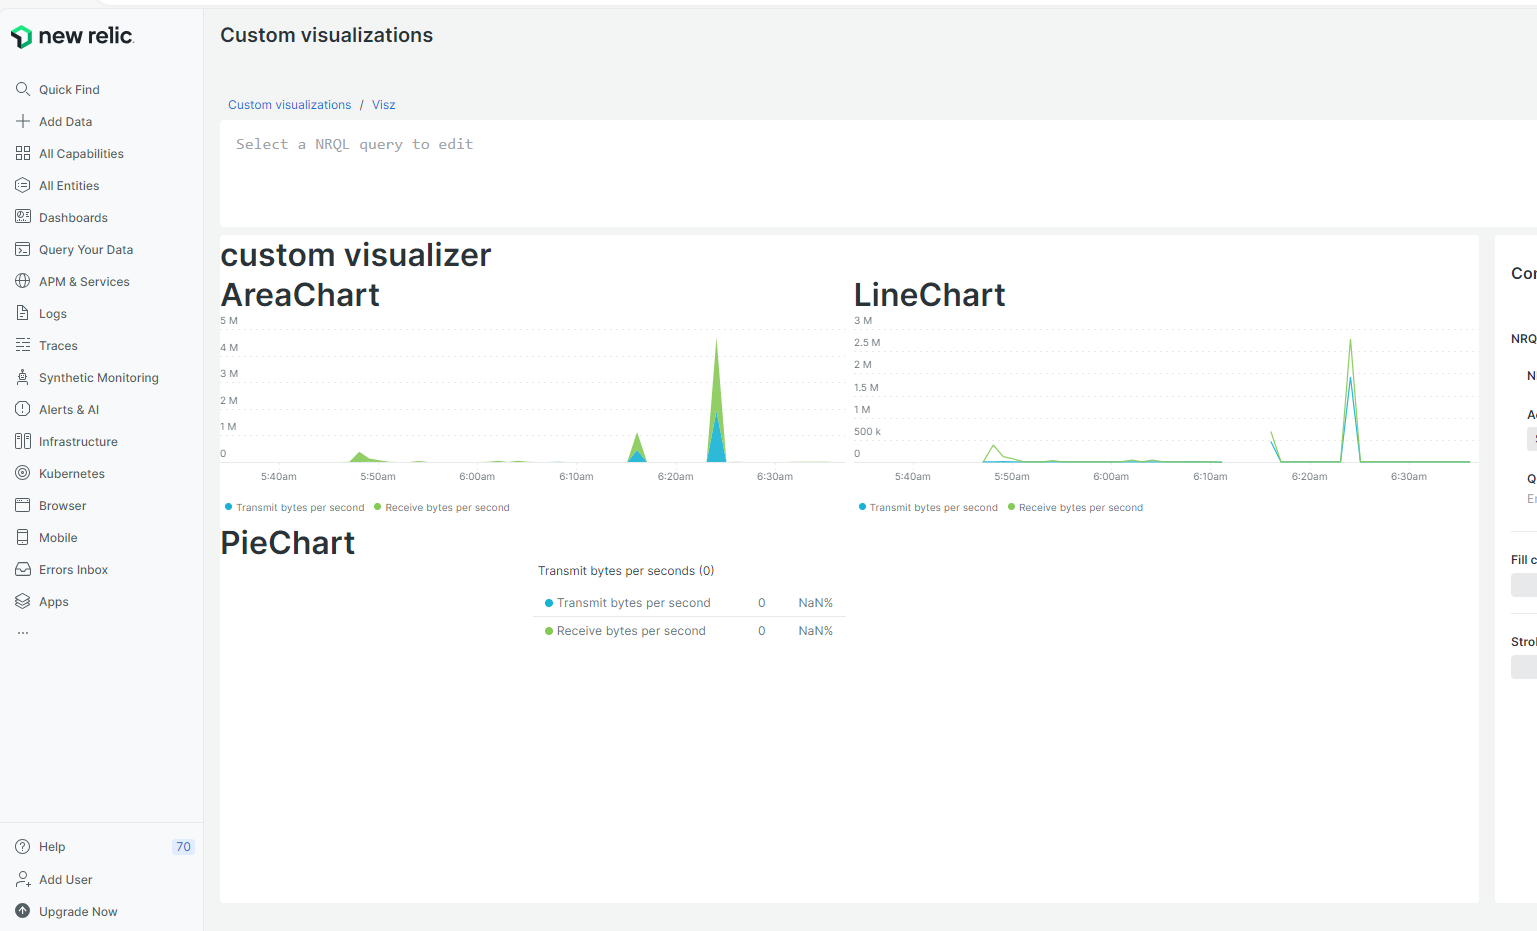 new relic.
Custom visualizations
Quick Find
Add Data
All Capabilities
All Entities
Dashboards
Query Your Data
APM & Services
Logs
Traces
Synthetic Monitoring
Alerts & AI
Infrastructure
Kubernetes
Browser
Mobile
Errors Inbox
Apps
...
Help 70
Add User
Upgrade Now
Custom visualizations / Visz
Select a NRQL query to edit
custom visualizer
AreaChart
5 M
4 M
3 M
2 M
1 M
0
5:40am 5:50am 6:00am 6:10am 6:20am 6:30am
Transmit bytes per second Receive bytes per second
LineChart
3 M
2.5 M
2 M
1.5 M
1 M
500 k
0
5:40am 5:50am 6:00am 6:10am 6:20am 6:30am
Transmit bytes per second Receive bytes per second
PieChart
Transmit bytes per seconds (0)
Transmit bytes per second 0 NaN%
Receive bytes per second 0 NaN%
NRQ
Fill c